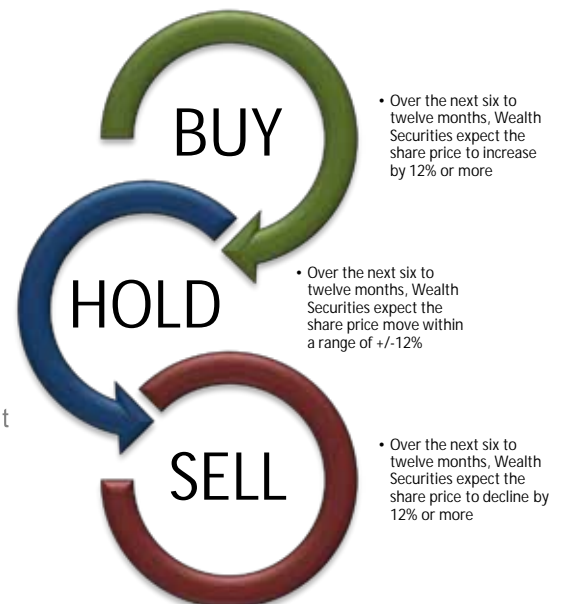 BUY
• Over the next six to
twelve months, Wealth
Securities expect the
share price to increase
by 12% or more
HOLD
• Over the next six to
twelve months, Wealth
Securities expect the
share price move within
a range of +/-12%
t
SELL
• Over the next six to
twelve months, Wealth
Securities expect the
share price to decline by
12% or more